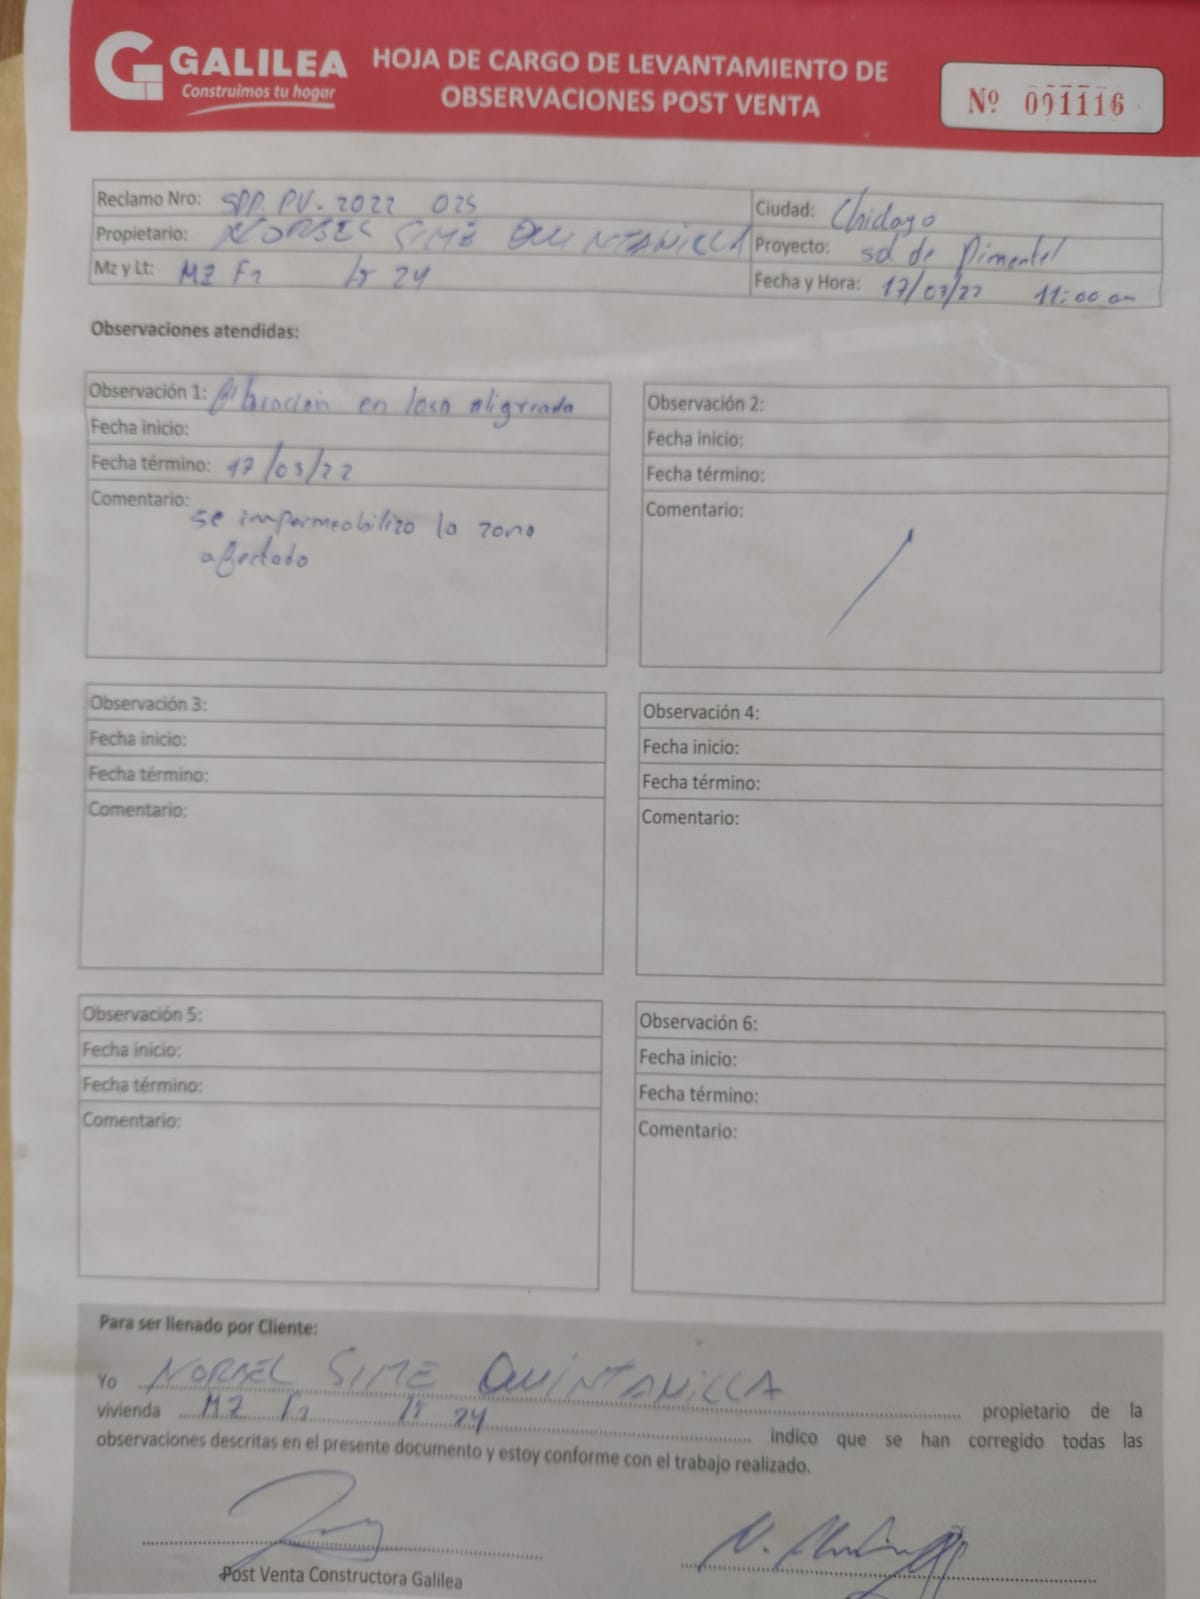 GALILEA
Construimos tu hogar
HOJA DE CARGO DE LEVANTAMIENTO DE
OBSERVACIONES POST VENTA
Nº 001116
Reclamo Nro: SDP. PV. 2022 025
Propietario: NORBEL SIME QUINTANILLA
Mz y Lt: MZ F2 lt 24
Ciudad: Chiclayo
Proyecto: sol de Pimentel
Fecha y Hora: 17/03/22 11:00 am
Observaciones atendidas:
Observación 1: filtracion en losa aligerada
Fecha inicio:
Fecha término: 17/03/22
Comentario: se impermeabilizo la zona
afectado
Observación 2:
Fecha inicio:
Fecha término:
Comentario:
Observación 3:
Fecha inicio:
Fecha término:
Comentario:
Observación 4:
Fecha inicio:
Fecha término:
Comentario:
Observación 5:
Fecha inicio:
Fecha término:
Comentario:
Observación 6:
Fecha inicio:
Fecha término:
Comentario:
Para ser llenado por Cliente:
Yo NORBEL SIME QUINTANILLA propietario de la
vivienda MZ F2 lt 24 indico que se han corregido todas las
observaciones descritas en el presente documento y estoy conforme con el trabajo realizado.
Post Venta Constructora Galilea